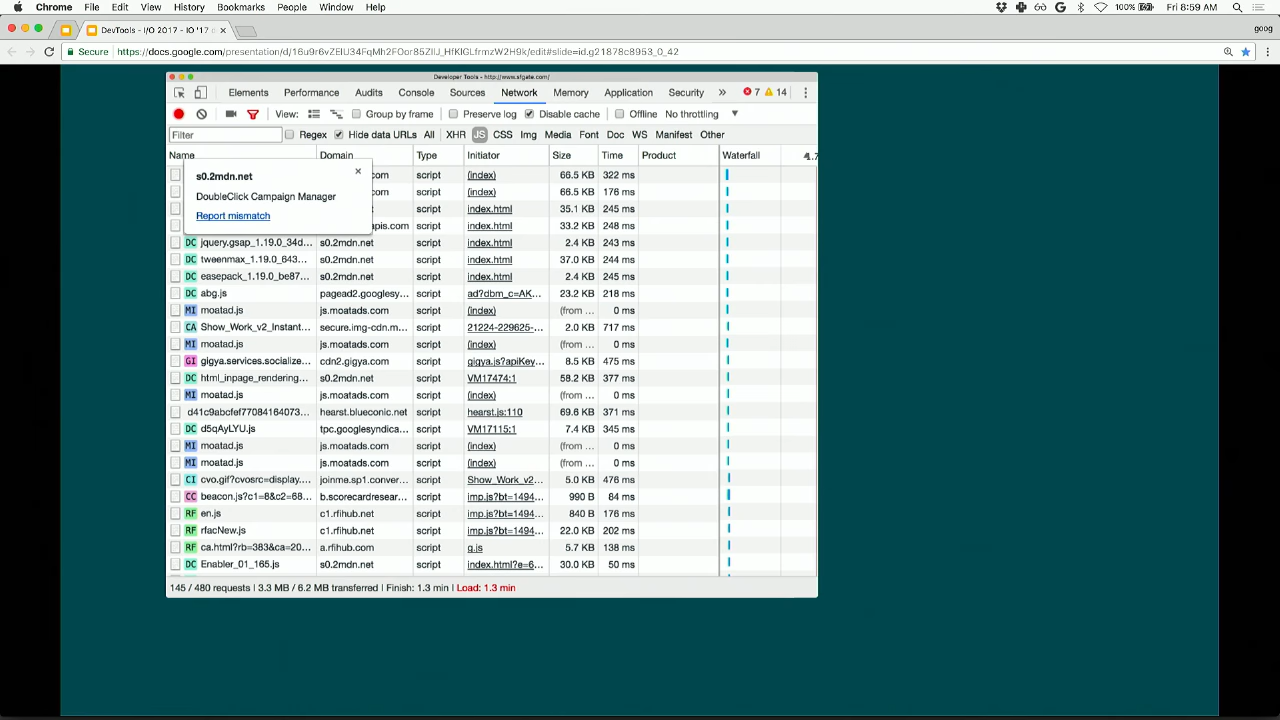 Chrome File Edit View History Bookmarks People Window Help 100% Fri 8:59 AM
DevTools - I/O 2017 - IO '17 d × goog
Secure https://docs.google.com/presentation/d/16u9r6vZElU34FqMh2FOor85ZlIJ_HfKIGLfrmzW2H9k/edit#slide=id.g21878c8953_0_42
Developer Tools - http://www.sfgate.com/
Elements Performance Audits Console Sources Network Memory Application Security » 7 14
View: Group by frame Preserve log Disable cache Offline No throttling
Filter Regex Hide data URLs All XHR JS CSS Img Media Font Doc WS Manifest Other
Name Domain Type Initiator Size Time Product Waterfall
s0.2mdn.net ×
DoubleClick Campaign Manager
Report mismatch
com script (index) 66.5 KB 322 ms
com script (index) 66.5 KB 176 ms
script index.html 35.1 KB 245 ms
apis.com script index.html 33.2 KB 248 ms
DC jquery.gsap_1.19.0_34d... s0.2mdn.net script index.html 2.4 KB 243 ms
DC tweenmax_1.19.0_643... s0.2mdn.net script index.html 37.0 KB 244 ms
DC easepack_1.19.0_be87... s0.2mdn.net script index.html 2.4 KB 245 ms
DC abg.js pagead2.googlesy... script ad?dbm_c=AK... 23.2 KB 218 ms
MI moatad.js js.moatads.com script (index) (from ... 0 ms
CA Show_Work_v2_Instant... secure.img-cdn.m... script 21224-229625-... 2.0 KB 717 ms
MI moatad.js js.moatads.com script (index) (from ... 0 ms
GI gigya.services.socialize... cdn2.gigya.com script gigya.js?apiKey... 8.5 KB 475 ms
DC html_inpage_rendering... s0.2mdn.net script VM17474:1 58.2 KB 377 ms
MI moatad.js js.moatads.com script (index) (from ... 0 ms
d41c9abcfef77084164073... hearst.blueconic.net script hearst.js:110 69.6 KB 371 ms
DC d5qAyLYU.js tpc.googlesyndica... script VM17115:1 7.4 KB 345 ms
MI moatad.js js.moatads.com script (index) (from ... 0 ms
MI moatad.js js.moatads.com script (index) (from ... 0 ms
CI cvo.gif?cvosrc=display.... joinme.sp1.conver... script Show_Work_v2... 5.0 KB 476 ms
CC beacon.js?c1=8&c2=68... b.scorecardresear... script imp.js?bt=1494... 990 B 84 ms
RF en.js c1.rfihub.net script imp.js?bt=1494... 840 B 176 ms
RF rfacNew.js c1.rfihub.net script imp.js?bt=1494... 22.0 KB 202 ms
RF ca.html?rb=383&ca=20... a.rfihub.com script q.js 5.7 KB 138 ms
DC Enabler_01_165.js s0.2mdn.net script index.html?e=6... 30.0 KB 50 ms
145 / 480 requests | 3.3 MB / 6.2 MB transferred | Finish: 1.3 min | Load: 1.3 min